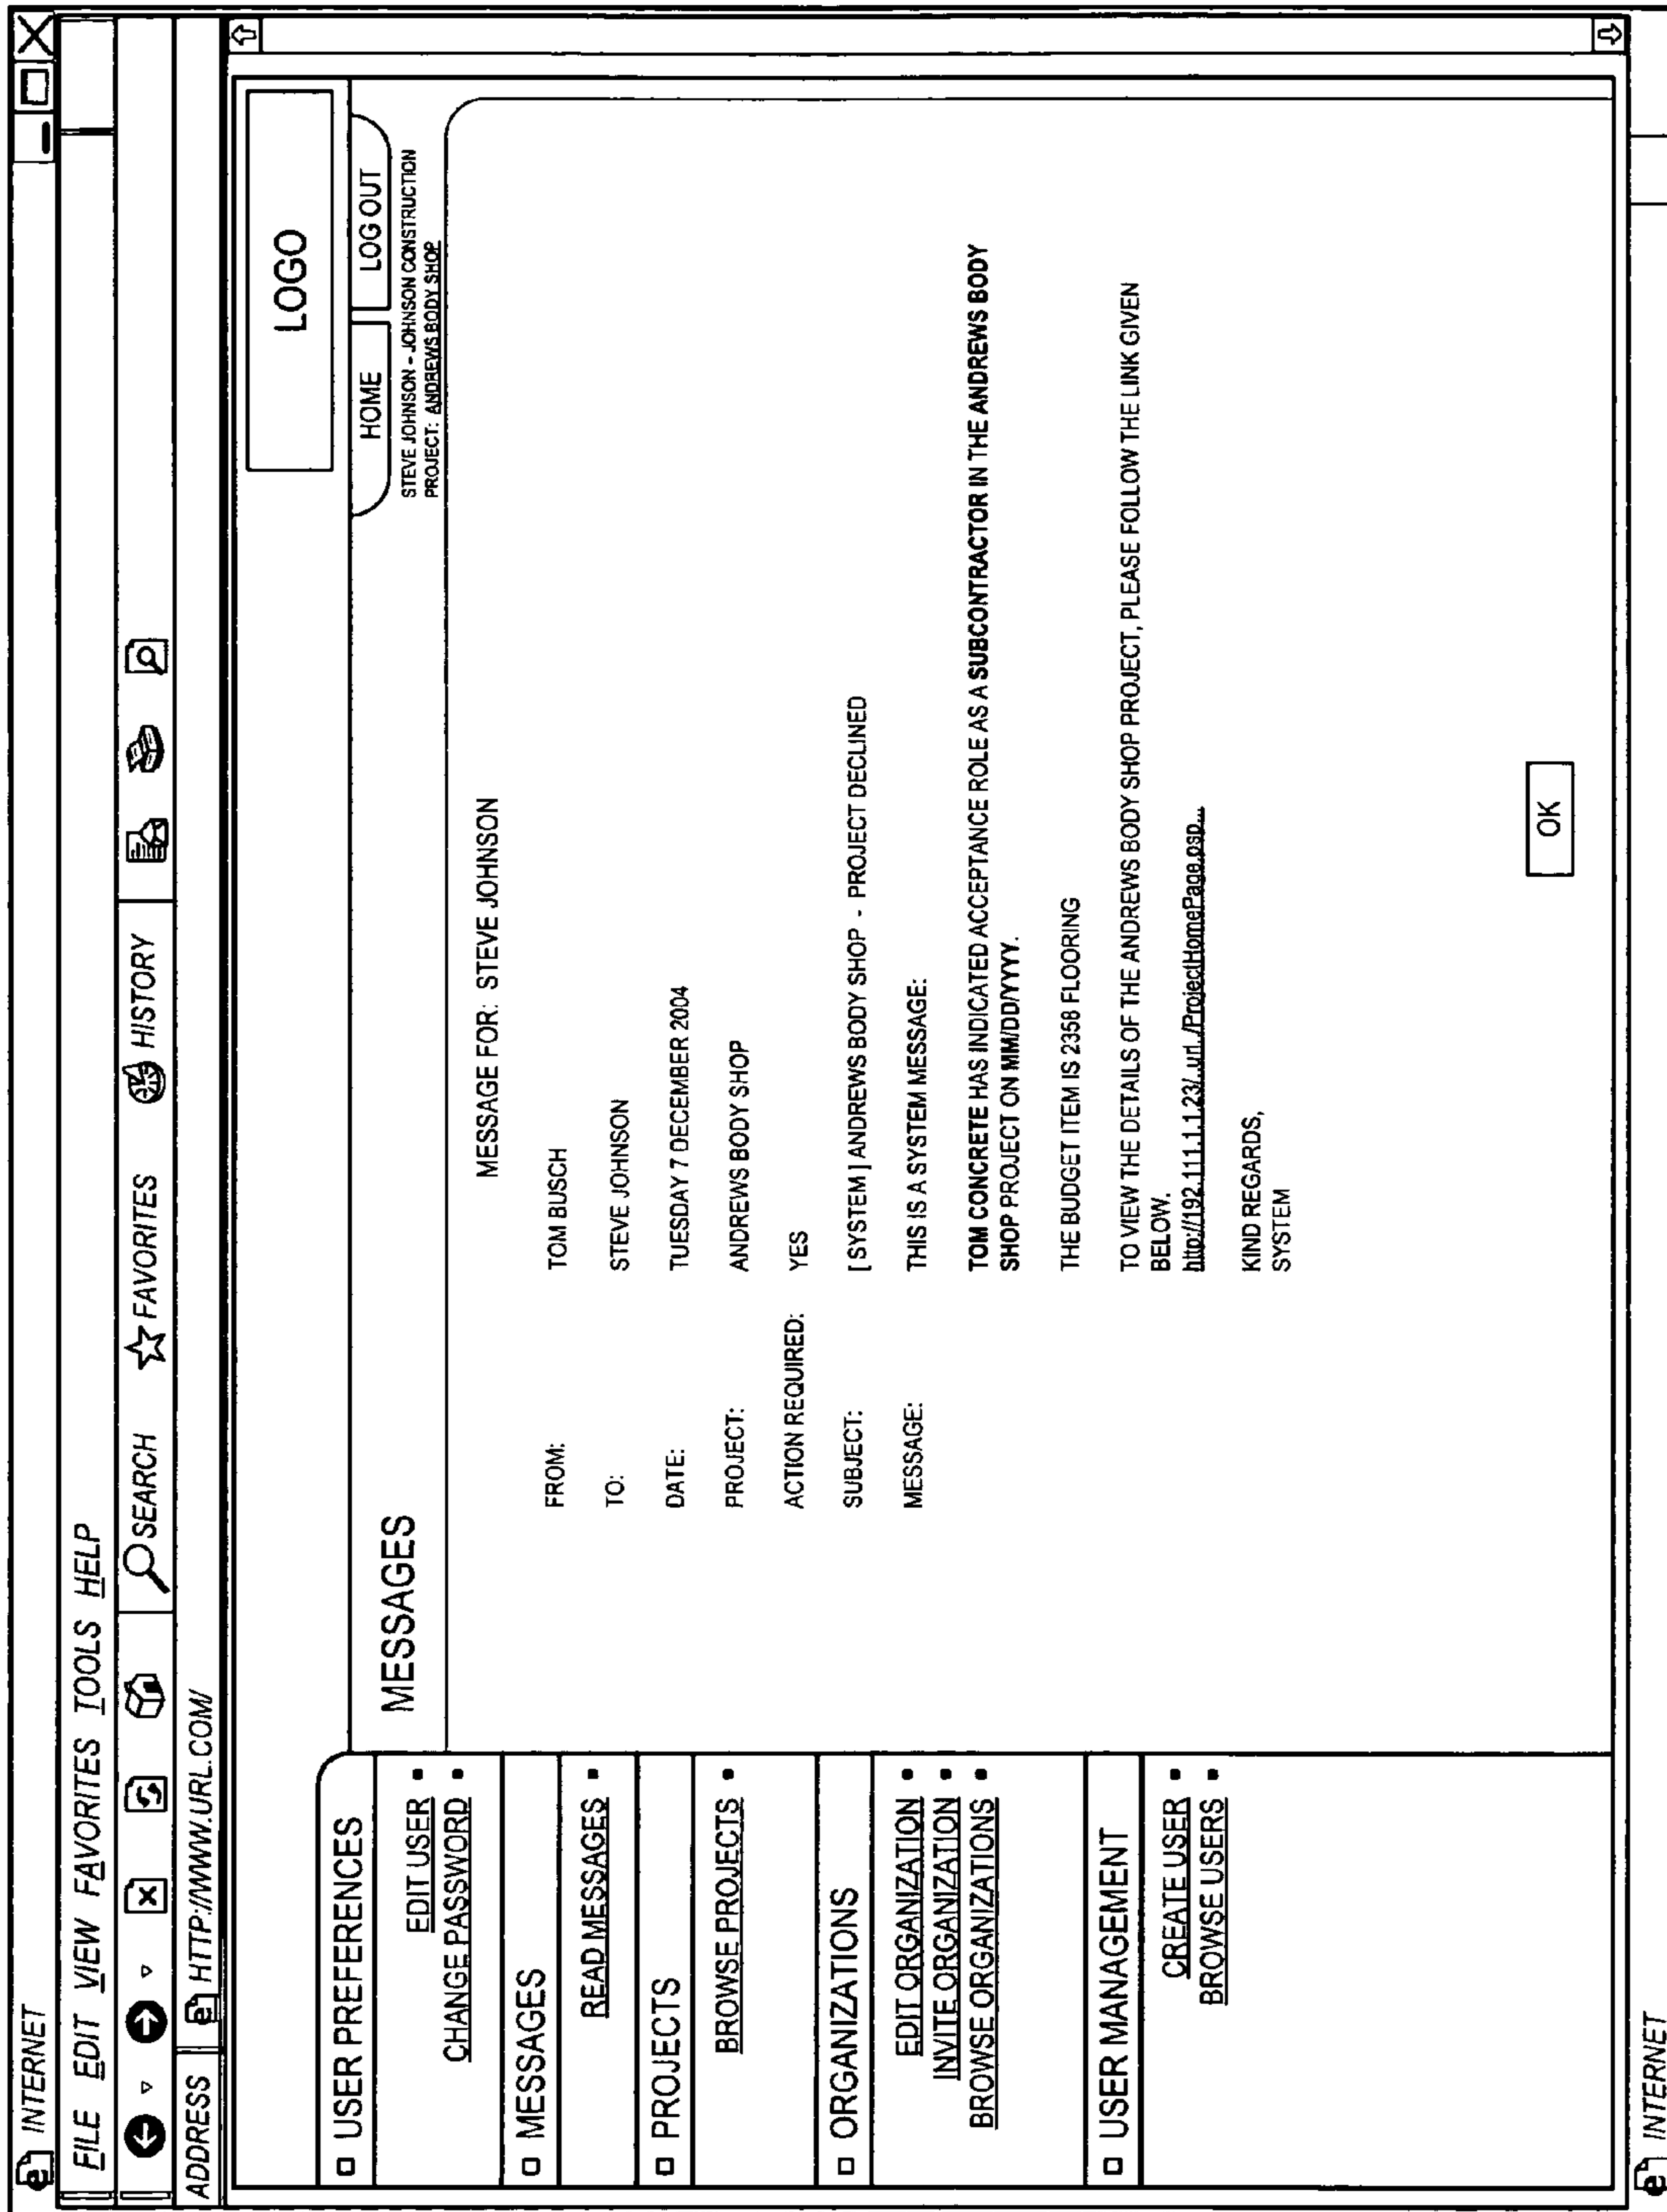 INTERNET
FILE EDIT VIEW FAVORITES TOOLS HELP
SEARCH FAVORITES HISTORY
ADDRESS HTTP://WWW.URL.COM/
LOGO
HOME LOG OUT
STEVE JOHNSON - JOHNSON CONSTRUCTION
PROJECT: ANDREWS BODY SHOP
USER PREFERENCES
EDIT USER
CHANGE PASSWORD
MESSAGES
READ MESSAGES
PROJECTS
BROWSE PROJECTS
ORGANIZATIONS
EDIT ORGANIZATION
INVITE ORGANIZATION
BROWSE ORGANIZATIONS
USER MANAGEMENT
CREATE USER
BROWSE USERS
MESSAGES
MESSAGE FOR: STEVE JOHNSON
FROM: TOM BUSCH
TO: STEVE JOHNSON
DATE: TUESDAY 7 DECEMBER 2004
PROJECT: ANDREWS BODY SHOP
ACTION REQUIRED: YES
SUBJECT: [SYSTEM] ANDREWS BODY SHOP - PROJECT DECLINED
MESSAGE: THIS IS A SYSTEM MESSAGE:
TOM CONCRETE HAS INDICATED ACCEPTANCE ROLE AS A SUBCONTRACTOR IN THE ANDREWS BODY
SHOP PROJECT ON MM/DD/YYYY.
THE BUDGET ITEM IS 2358 FLOORING
TO VIEW THE DETAILS OF THE ANDREWS BODY SHOP PROJECT, PLEASE FOLLOW THE LINK GIVEN
BELOW.
http://192.111.1.123/..url./ProjectHomePage.psp...
KIND REGARDS,
SYSTEM
OK
INTERNET